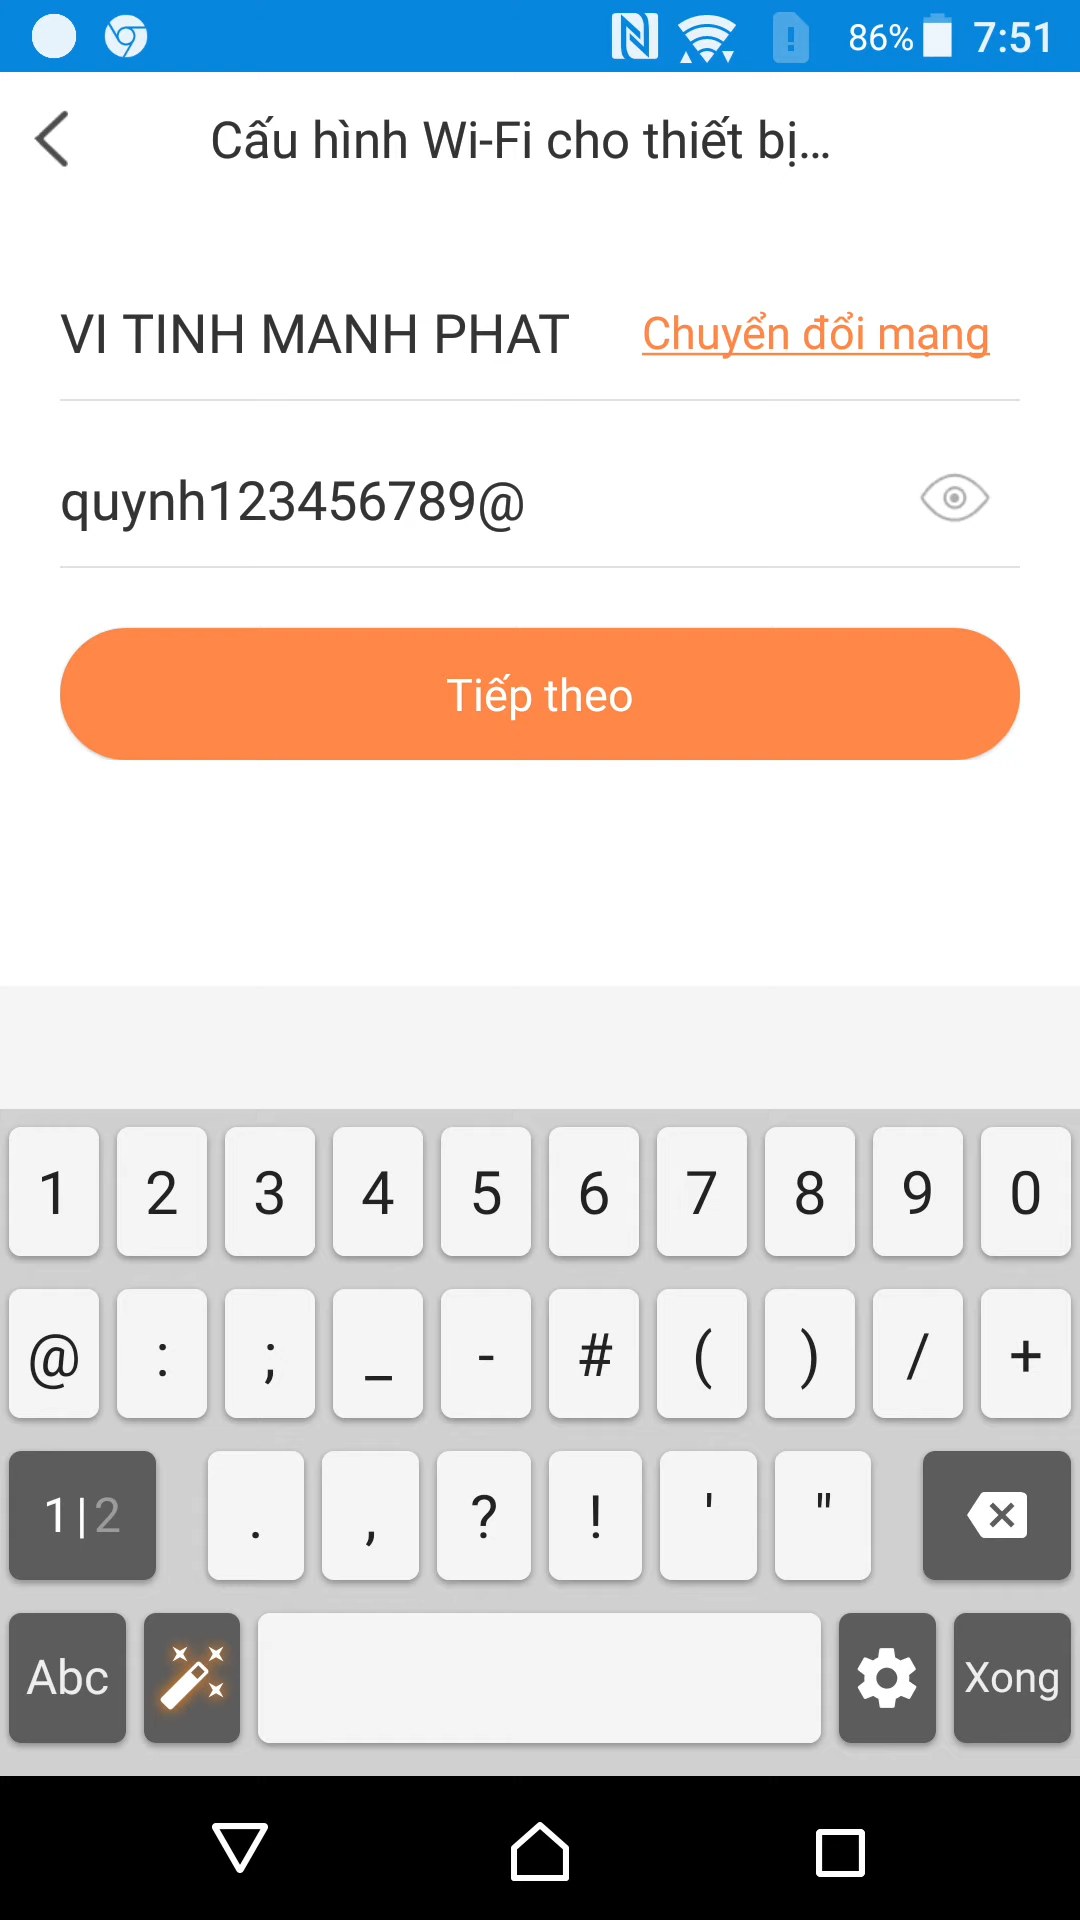 86% 7:51
Cấu hình Wi-Fi cho thiết bị...
VI TINH MANH PHAT Chuyển đổi mạng
quynh123456789@
Tiếp theo
1 2 3 4 5 6 7 8 9 0
@ : ; _ - # ( ) / +
1|2 . , ? ! ' "
Abc Xong